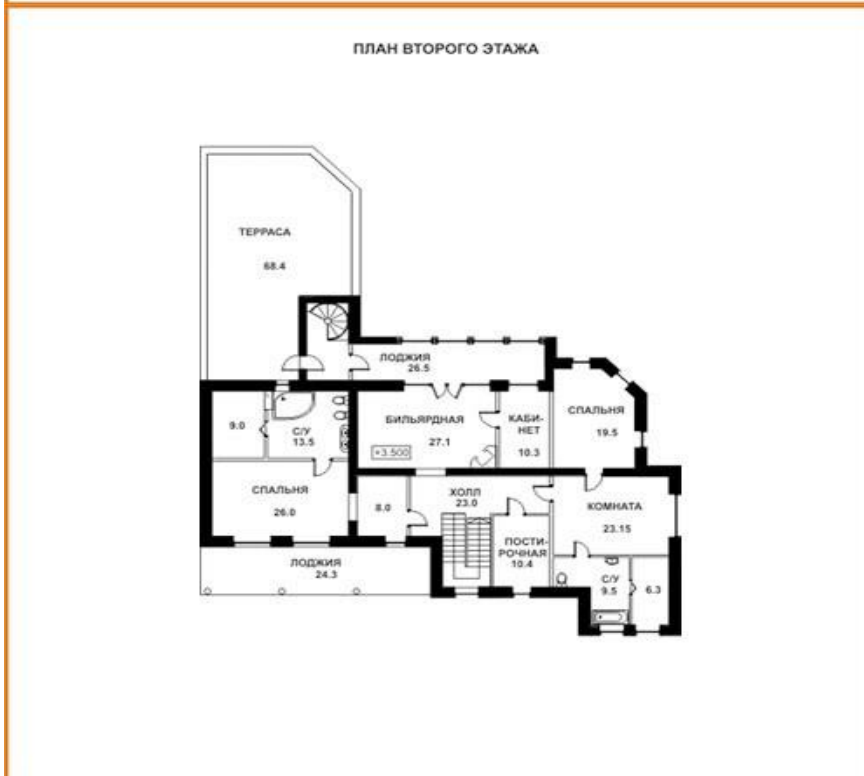 ПЛАН ВТОРОГО ЭТАЖА
ТЕРРАСА
68.4
ЛОДЖИЯ
26.5
9.0
С/У
13.5
БИЛЬЯРДНАЯ
27.1
+3.500
КАБИ-
НЕТ
10.3
СПАЛЬНЯ
19.5
СПАЛЬНЯ
26.0
8.0
ХОЛЛ
23.0
КОМНАТА
23.15
ПОСТИ-
РОЧНАЯ
10.4
ЛОДЖИЯ
24.3
С/У
9.5
6.3